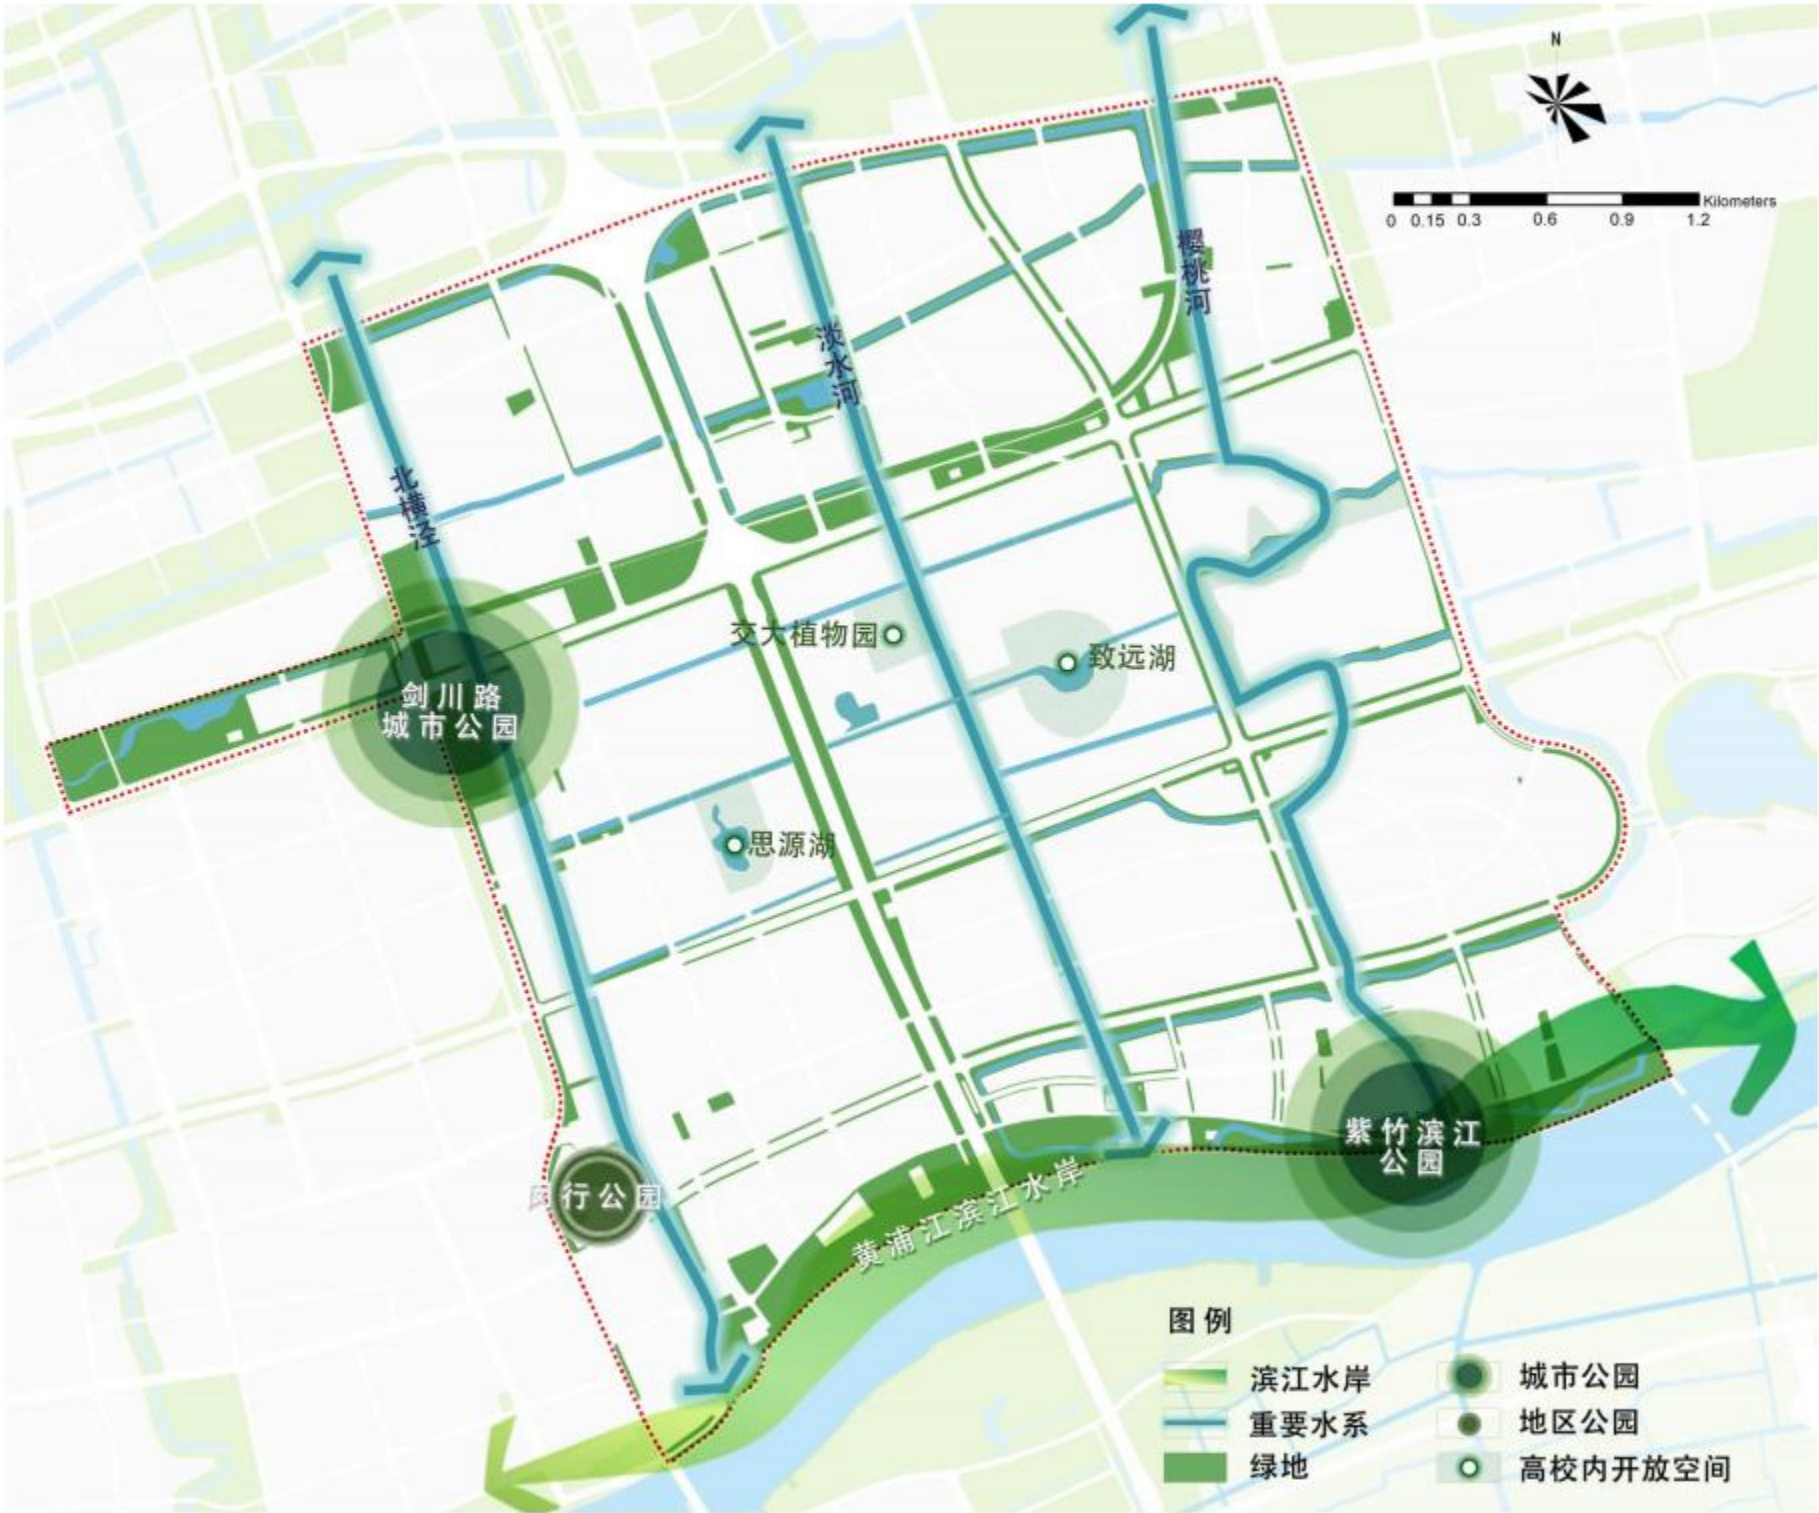 N
Kilometers
0 0.15 0.3 0.6 0.9 1.2
樱桃河
淡水河
北横泾
交大植物园
致远湖
剑川路
城市公园
思源湖
紫竹滨江
公园
闵行公园
黄浦江滨江水岸
图例
滨江水岸
城市公园
重要水系
地区公园
绿地
高校内开放空间